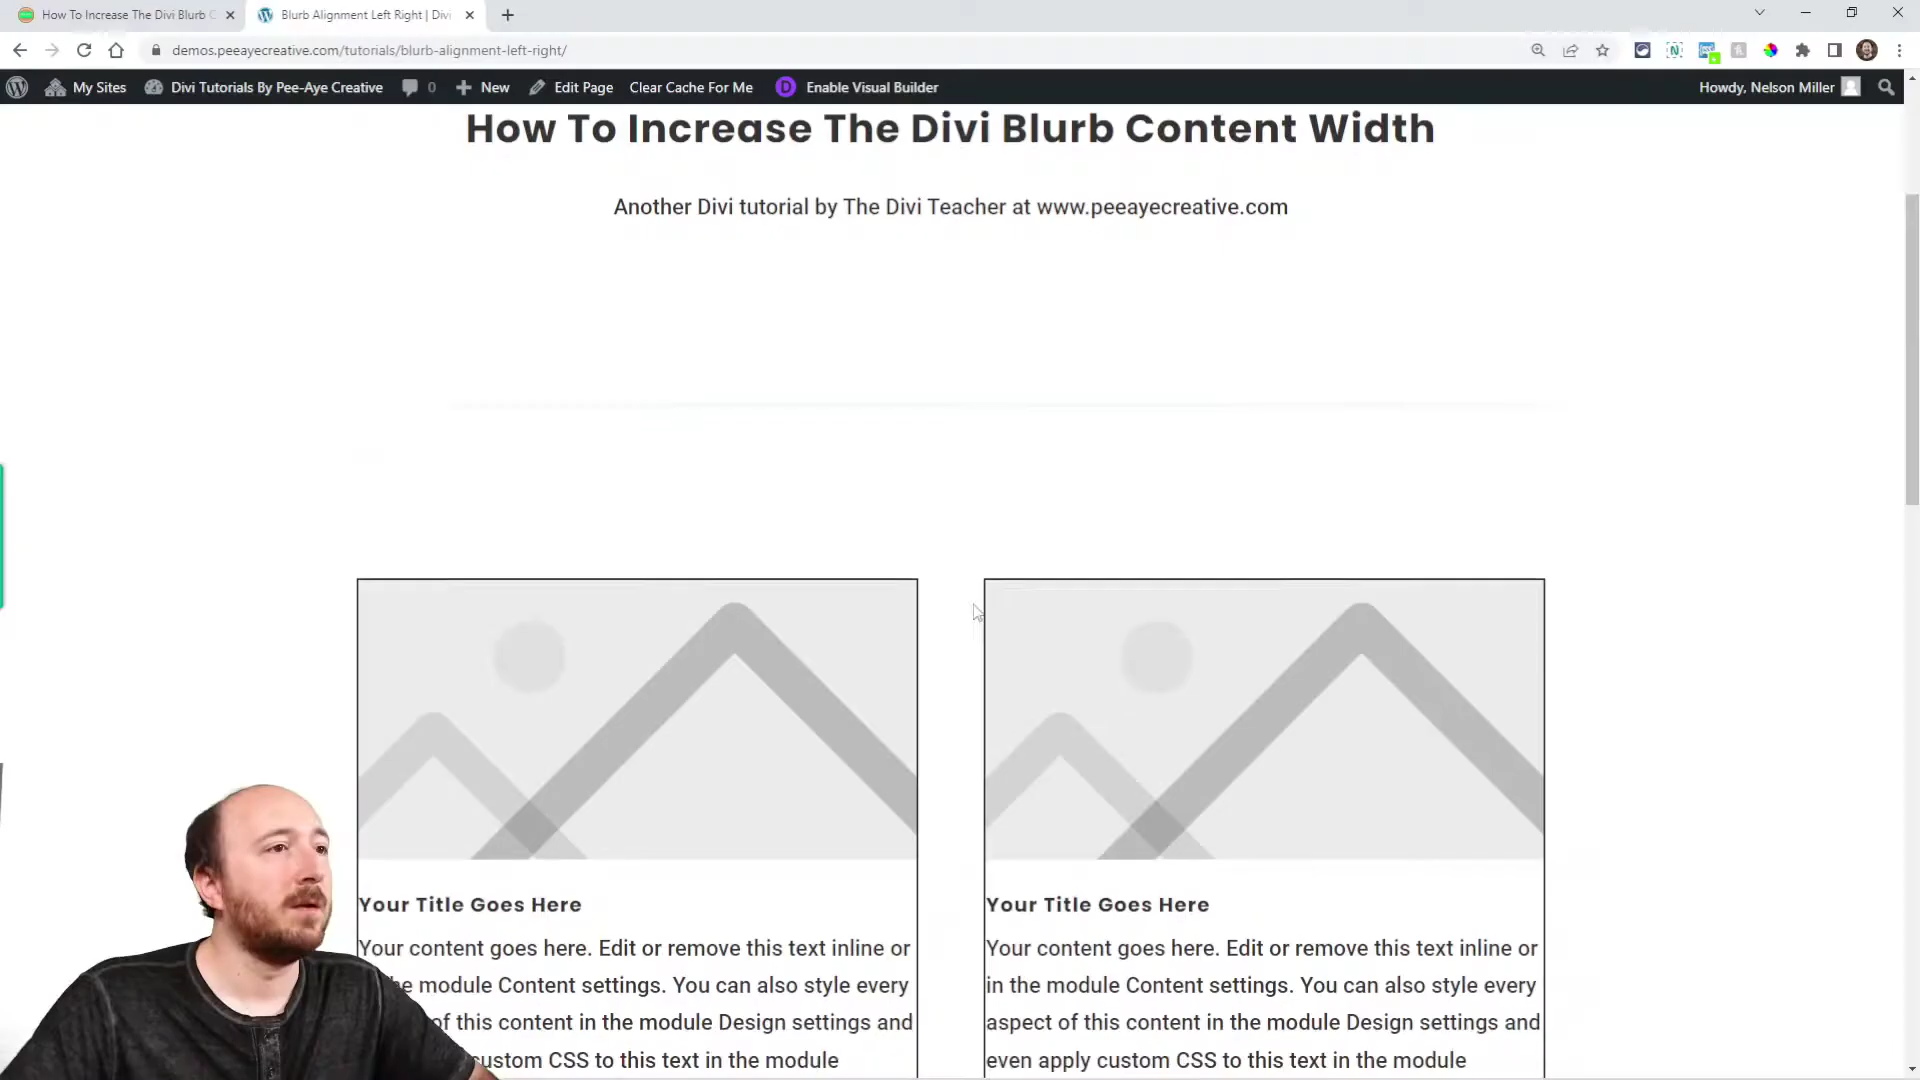 How To Increase The Divi Blurb C
Blurb Alignment Left Right | Divi
demos.peeayecreative.com/tutorials/blurb-alignment-left-right/
My Sites
Divi Tutorials By Pee-Aye Creative
0
New
Edit Page
Clear Cache For Me
D
Enable Visual Builder
Howdy, Nelson Miller
How To Increase The Divi Blurb Content Width
Another Divi tutorial by The Divi Teacher at www.peeayecreative.com
Your Title Goes Here
Your content goes here. Edit or remove this text inline or
module Content settings. You can also style every
of this content in the module Design settings and
custom CSS to this text in the module
Your Title Goes Here
Your content goes here. Edit or remove this text inline or
in the module Content settings. You can also style every
aspect of this content in the module Design settings and
even apply custom CSS to this text in the module